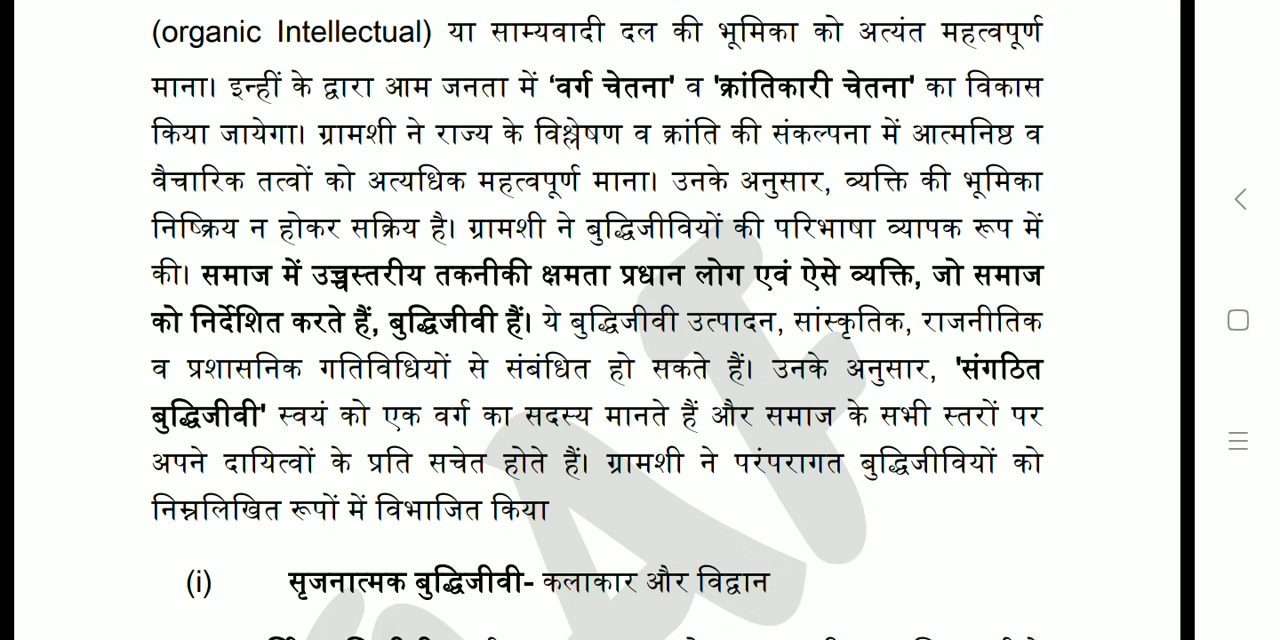 (organic Intellectual) या साम्यवादी दल की भूमिका को अत्यंत महत्वपूर्ण
माना। इन्हीं के द्वारा आम जनता में ‘वर्ग चेतना' व 'क्रांतिकारी चेतना' का विकास
किया जायेगा। ग्रामशी ने राज्य के विश्लेषण व क्रांति की संकल्पना में आत्मनिष्ठ व
वैचारिक तत्वों को अत्यधिक महत्वपूर्ण माना। उनके अनुसार, व्यक्ति की भूमिका
निष्क्रिय न होकर सक्रिय है। ग्रामशी ने बुद्धिजीवियों की परिभाषा व्यापक रूप में
की। समाज में उच्चस्तरीय तकनीकी क्षमता प्रधान लोग एवं ऐसे व्यक्ति, जो समाज
को निर्देशित करते हैं, बुद्धिजीवी हैं। ये बुद्धिजीवी उत्पादन, सांस्कृतिक, राजनीतिक
व प्रशासनिक गतिविधियों से संबंधित हो सकते हैं। उनके अनुसार, 'संगठित
बुद्धिजीवी' स्वयं को एक वर्ग का सदस्य मानते हैं और समाज के सभी स्तरों पर
अपने दायित्वों के प्रति सचेत होते हैं। ग्रामशी ने परंपरागत बुद्धिजीवियों को
निम्नलिखित रूपों में विभाजित किया
(i) सृजनात्मक बुद्धिजीवी- कलाकार और विद्वान